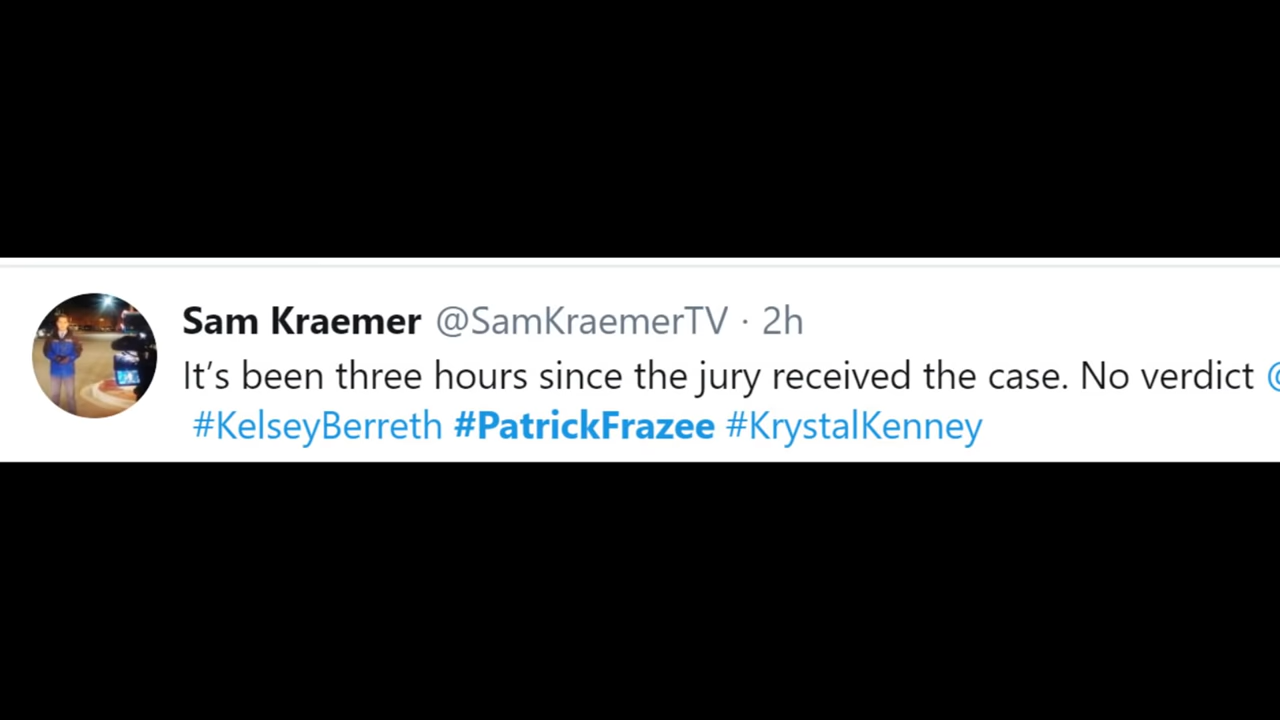 Sam Kraemer @SamKraemerTV · 2h
It’s been three hours since the jury received the case. No verdict @
#KelseyBerreth #PatrickFrazee #KrystalKenney